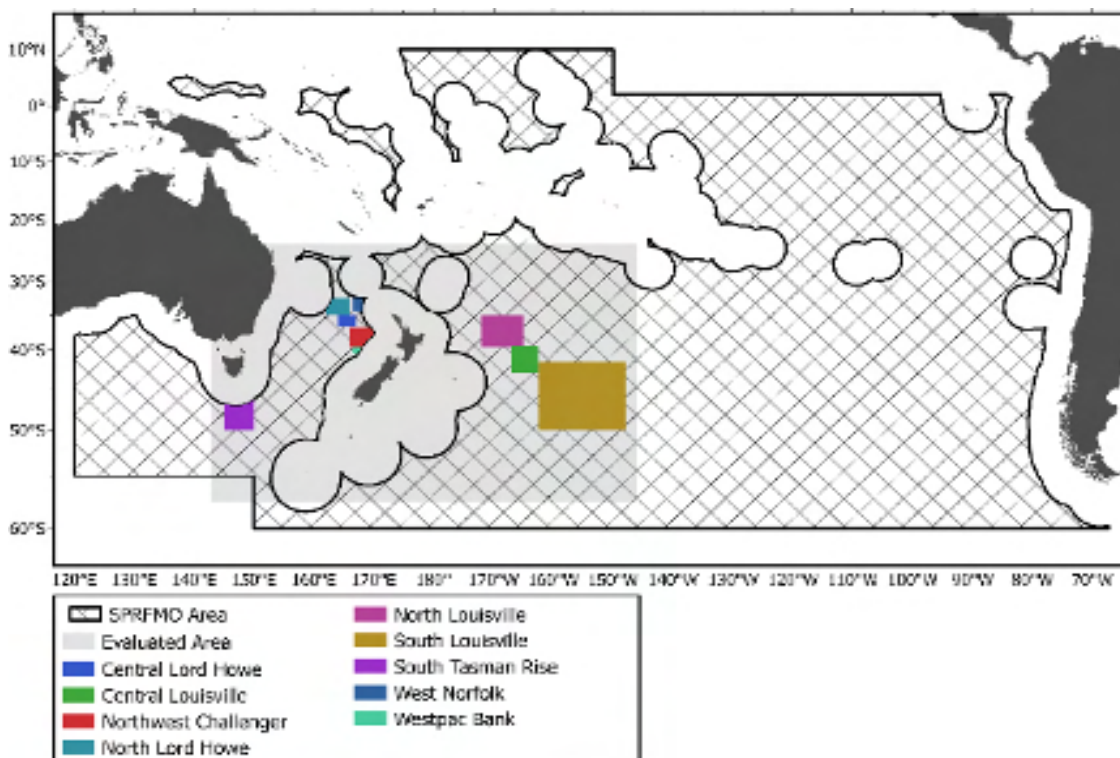 10°N
0°
10°S
20°S
30°S
40°S
50°S
60°S
120°E 130°E 140°E 150°E 160°E 170°E 180° 170°W 160°W 150°W 140°W 130°W 120°W 110°W 100°W 90°W 80°W 70°W
SPRFMO Area
Evaluated Area
Central Lord Howe
Central Louisville
Northwest Challenger
North Lord Howe
North Louisville
South Louisville
South Tasman Rise
West Norfolk
Westpac Bank